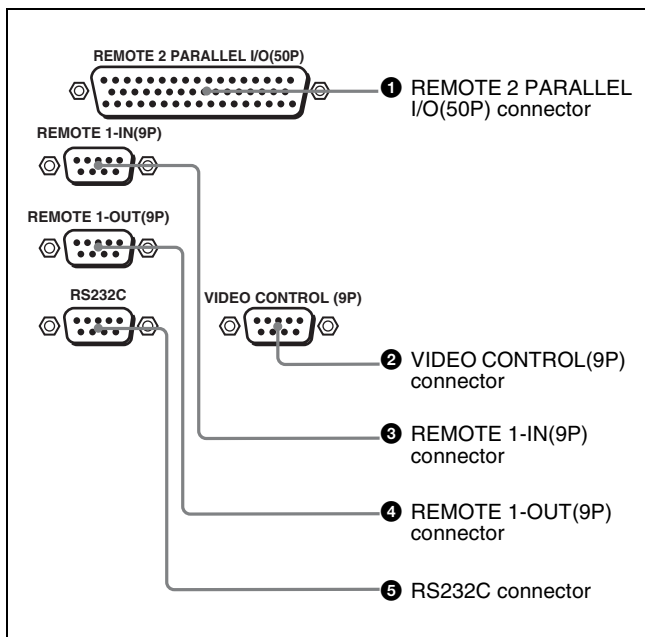 REMOTE 2 PARALLEL I/O(50P)
❶ REMOTE 2 PARALLEL
I/O(50P) connector
REMOTE 1-IN(9P)
REMOTE 1-OUT(9P)
RS232C
VIDEO CONTROL (9P)
❷ VIDEO CONTROL(9P)
connector
❸ REMOTE 1-IN(9P)
connector
❹ REMOTE 1-OUT(9P)
connector
❺ RS232C connector